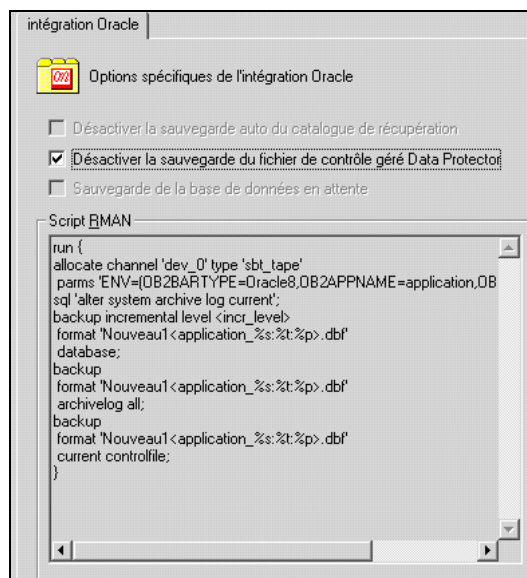 intégration Oracle
Options spécifiques de l'intégration Oracle
Désactiver la sauvegarde auto du catalogue de récupération
Désactiver la sauvegarde du fichier de contrôle géré Data Protector
Sauvegarde de la base de données en attente
Script RMAN
run {
allocate channel 'dev_0' type 'sbt_tape'
parms 'ENV=(OB2BARTYPE=Oracle8,OB2APPNAME=application,OB
sql 'alter system archive log current';
backup incremental level <incr_level>
format 'Nouveau1<application_%s:%t:%p>.dbf'
database;
backup
format 'Nouveau1<application_%s:%t:%p>.dbf'
archivelog all;
backup
format 'Nouveau1<application_%s:%t:%p>.dbf'
current controlfile;
}